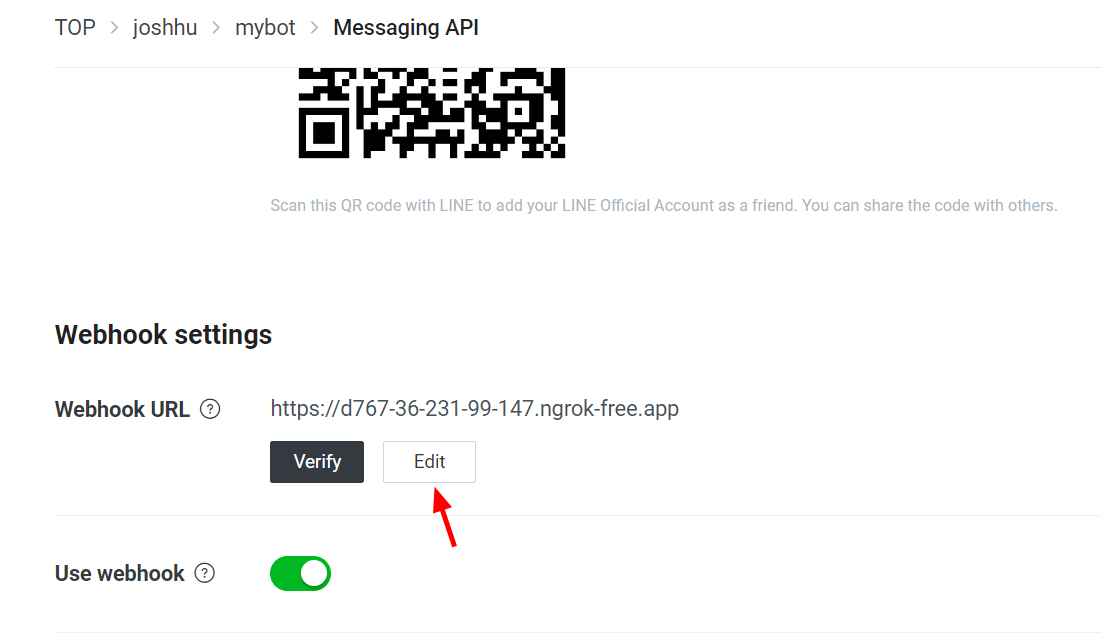 TOP > joshhu > mybot > Messaging API
Scan this QR code with LINE to add your LINE Official Account as a friend. You can share the code with others.
Webhook settings
Webhook URL ? https://d767-36-231-99-147.ngrok-free.app
Verify Edit
Use webhook ?